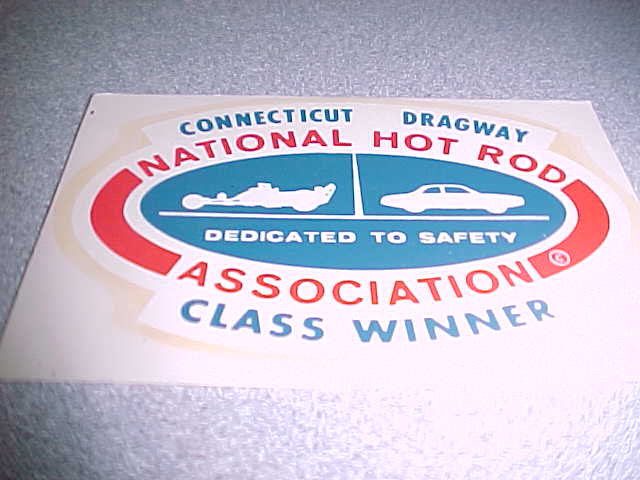 CONNECTICUT DRAGWAY
NATIONAL HOT ROD
DEDICATED TO SAFETY
ASSOCIATION ©
CLASS WINNER